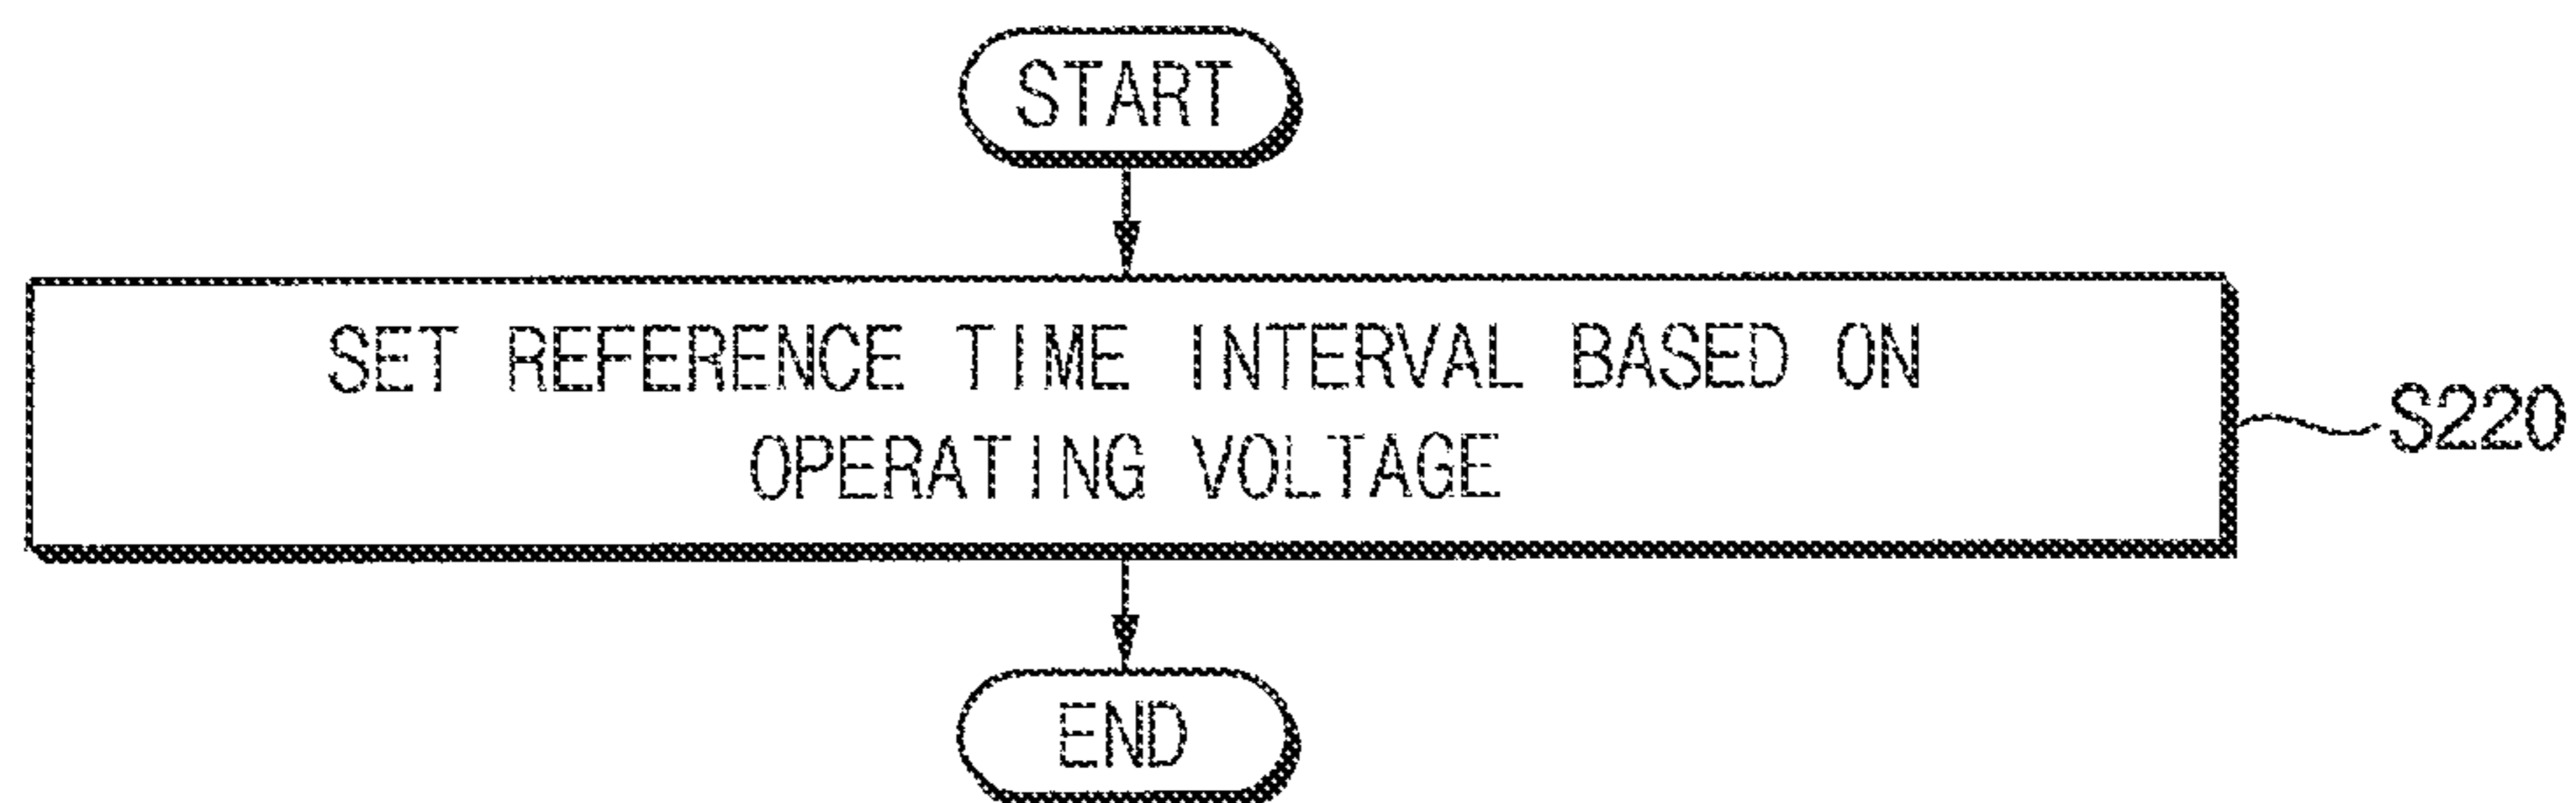 START
SET REFERENCE TIME INTERVAL BASED ON
OPERATING VOLTAGE
S220
END